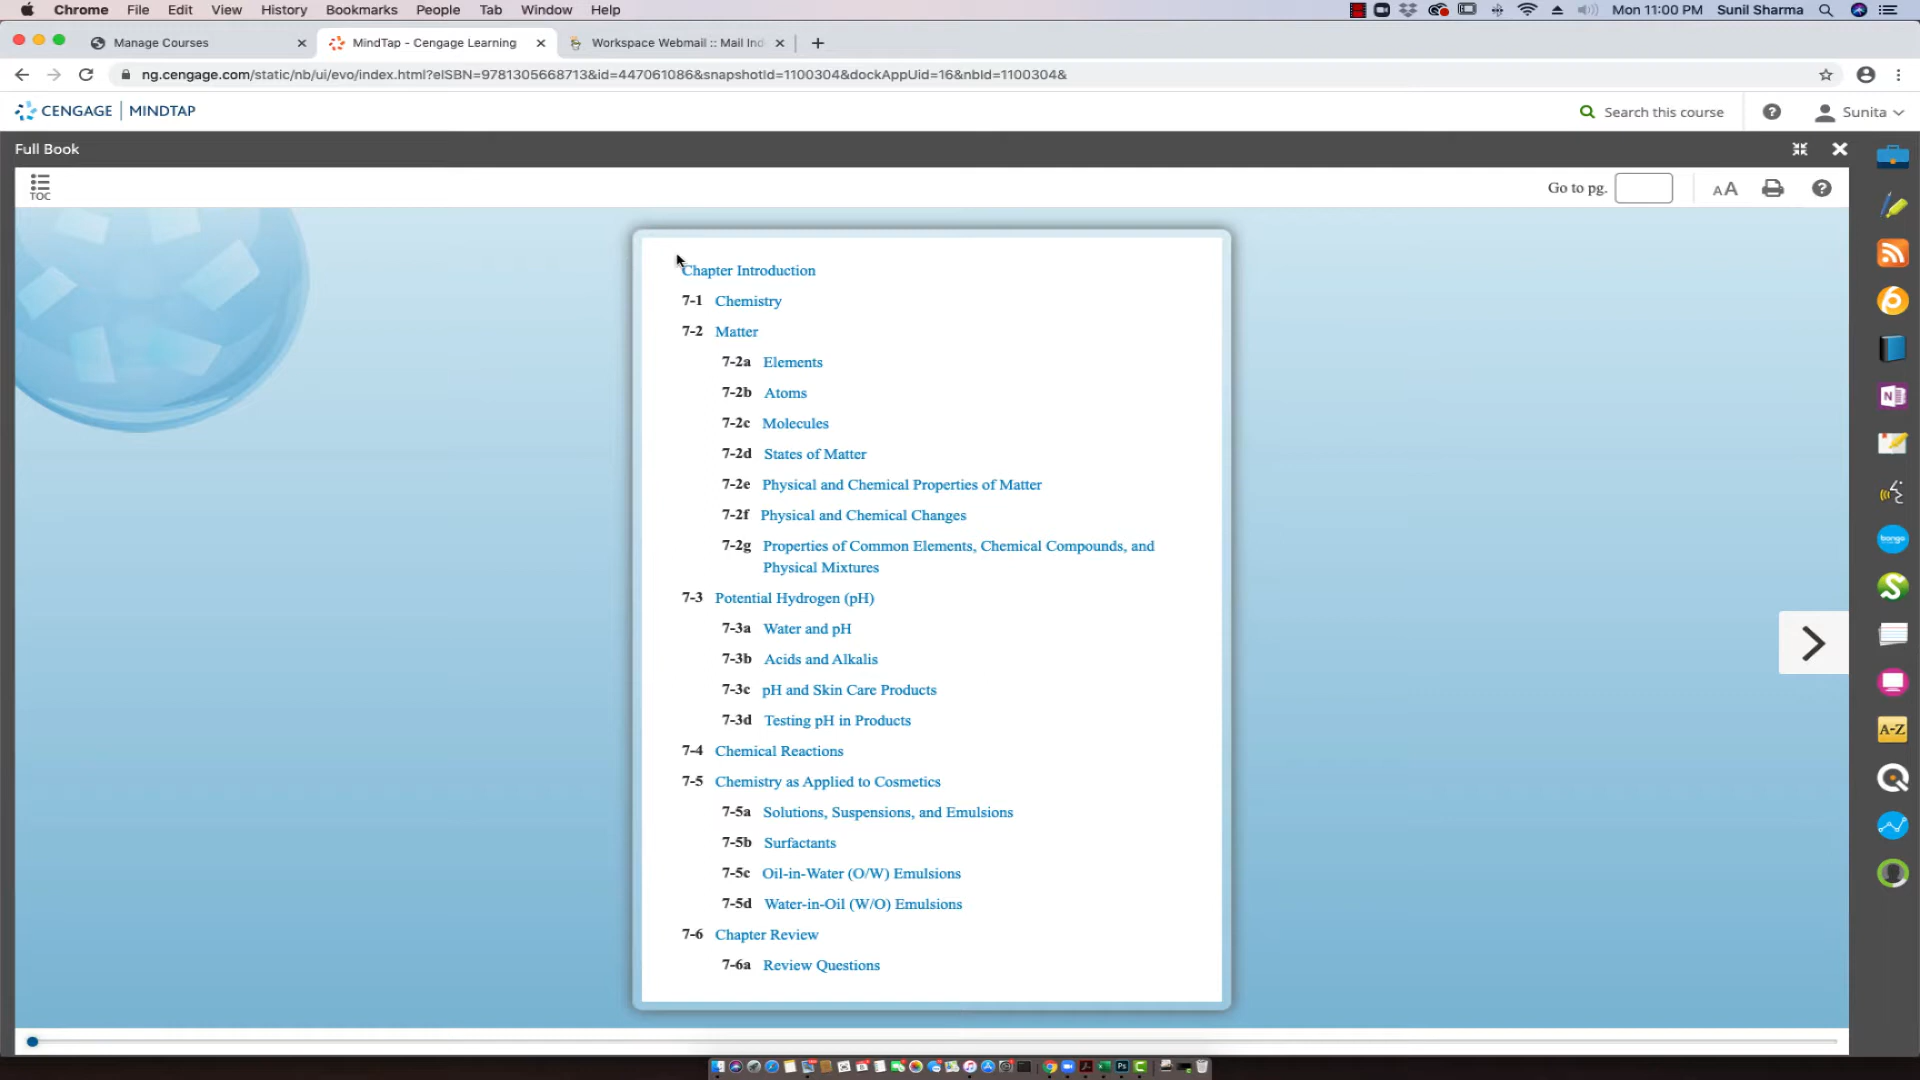 Chrome File Edit View History Bookmarks People Tab Window Help Mon 11:00 PM Sunil Sharma
Manage Courses MindTap - Cengage Learning Workspace Webmail :: Mail Ind
ng.cengage.com/static/nb/ui/evo/index.html?eISBN=9781305668713&id=447061086&snapshotId=1100304&dockAppUid=16&nbId=1100304&
CENGAGE | MINDTAP Search this course Sunita
Full Book
TOC Go to pg. AA
Chapter Introduction
7-1 Chemistry
7-2 Matter
7-2a Elements
7-2b Atoms
7-2c Molecules
7-2d States of Matter
7-2e Physical and Chemical Properties of Matter
7-2f Physical and Chemical Changes
7-2g Properties of Common Elements, Chemical Compounds, and
Physical Mixtures
7-3 Potential Hydrogen (pH)
7-3a Water and pH
7-3b Acids and Alkalis
7-3c pH and Skin Care Products
7-3d Testing pH in Products
7-4 Chemical Reactions
7-5 Chemistry as Applied to Cosmetics
7-5a Solutions, Suspensions, and Emulsions
7-5b Surfactants
7-5c Oil-in-Water (O/W) Emulsions
7-5d Water-in-Oil (W/O) Emulsions
7-6 Chapter Review
7-6a Review Questions
N
bongo
A-Z